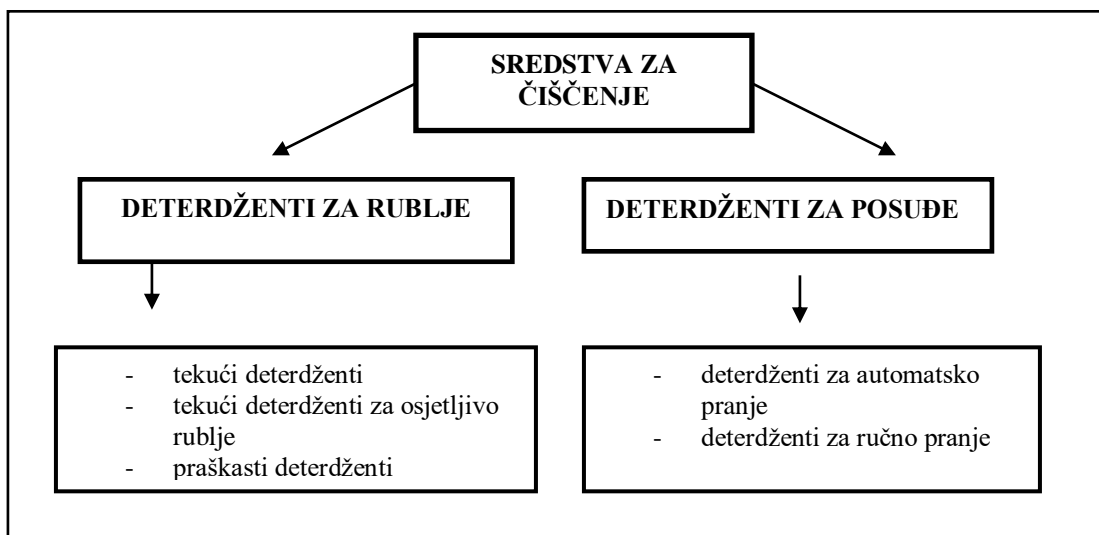 SREDSTVA ZA
ČIŠČENJE
DETERDŽENTI ZA RUBLJE
DETERDŽENTI ZA POSUĐE
- tekući deterdženti
- tekući deterdženti za osjetljivo
rublje
- praškasti deterdženti
- deterdženti za automatsko
pranje
- deterdženti za ručno pranje